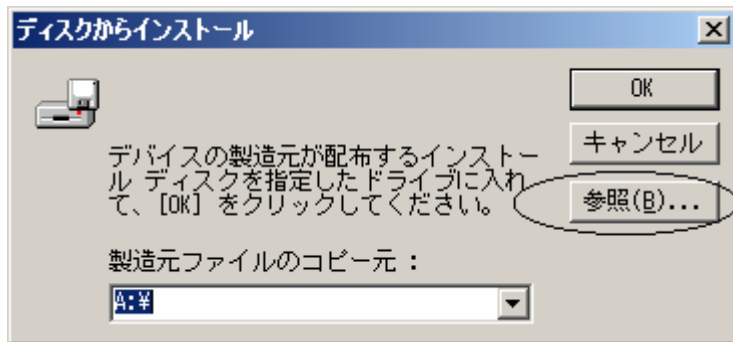 ディスクからインストール
OK
キャンセル
参照(B)...
デバイスの製造元が配布するインストー
ル ディスクを指定したドライブに入れ
て、[OK] をクリックしてください。
製造元ファイルのコピー元 :
A:¥